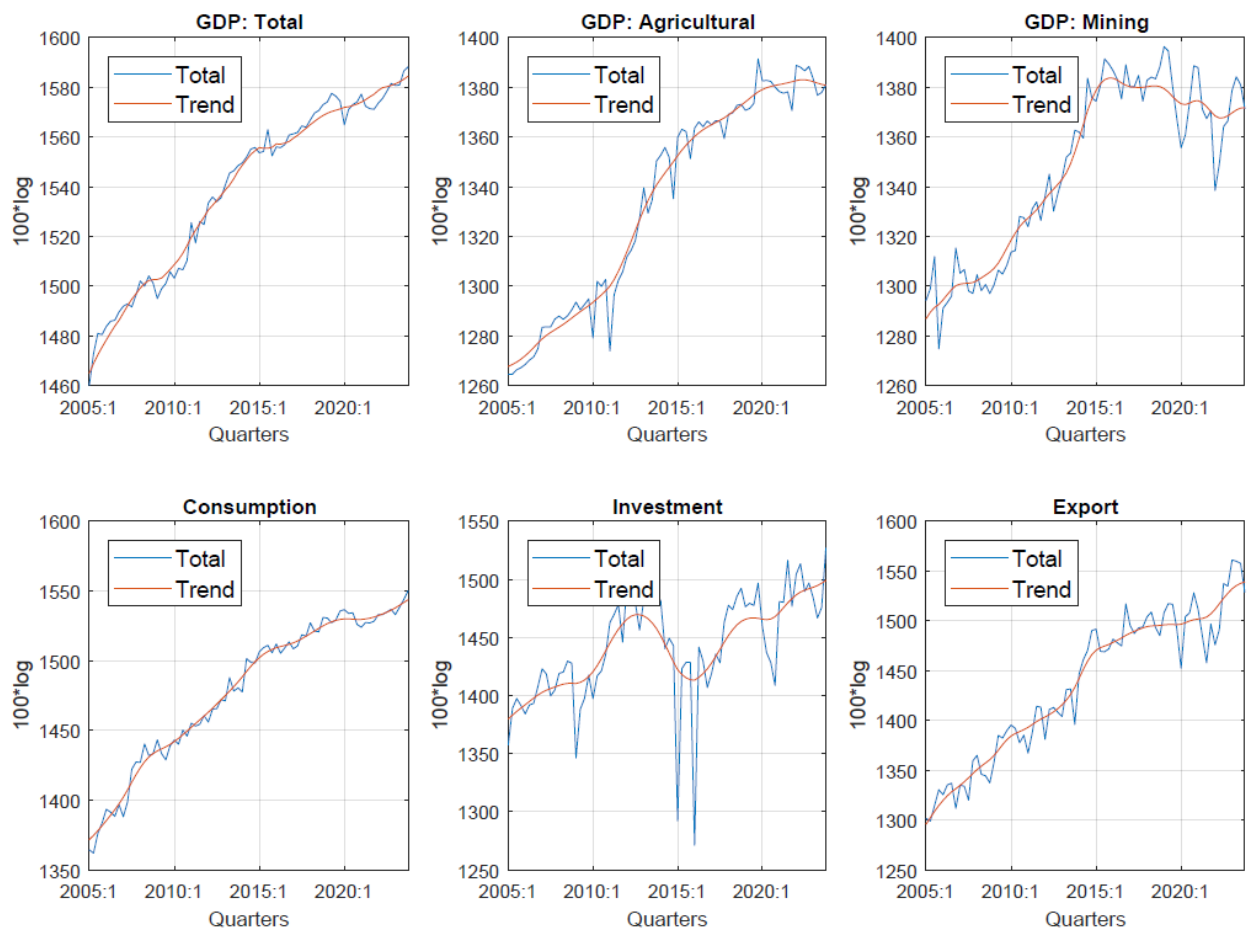 GDP: Total
1600
1580
1560
1540
1520
1500
1480
1460
100*log
Total
Trend
2005:1 2010:1 2015:1 2020:1
Quarters
GDP: Agricultural
1400
1380
1360
1340
1320
1300
1280
1260
100*log
Total
Trend
2005:1 2010:1 2015:1 2020:1
Quarters
GDP: Mining
1400
1380
1360
1340
1320
1300
1280
1260
100*log
Total
Trend
2005:1 2010:1 2015:1 2020:1
Quarters
Consumption
1600
1550
1500
1450
1400
1350
100*log
Total
Trend
2005:1 2010:1 2015:1 2020:1
Quarters
Investment
1550
1500
1450
1400
1350
1300
1250
100*log
Total
Trend
2005:1 2010:1 2015:1 2020:1
Quarters
Export
1600
1550
1500
1450
1400
1350
1300
1250
100*log
Total
Trend
2005:1 2010:1 2015:1 2020:1
Quarters